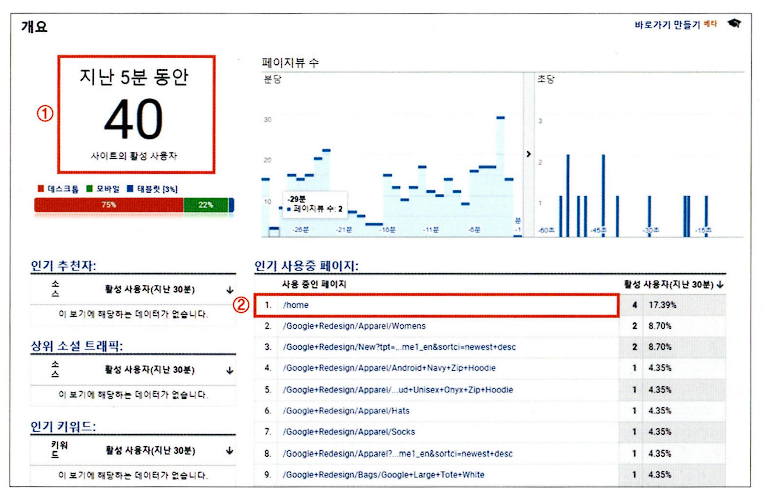 개요
바로가기 만들기 베타
① 지난 5분 동안
40
사이트의 활성 사용자
데스크톱 모바일 태블릿 [3%]
75% 22%
페이지뷰 수
분당
30
20
10
-29분
페이지뷰 수: 2
-26분 -21분 -16분 -11분 -6분 분 -1
초당
3
2
1
-60초 -45초 -30초 -15초
인기 추천자:
소스 활성 사용자(지난 30분)
이 보기에 해당하는 데이터가 없습니다.
상위 소셜 트래픽:
소스 활성 사용자(지난 30분)
이 보기에 해당하는 데이터가 없습니다.
인기 키워드:
키워드 활성 사용자(지난 30분)
이 보기에 해당하는 데이터가 없습니다.
인기 사용중 페이지:
사용 중인 페이지 활성 사용자(지난 30분)
② 1. /home 4 17.39%
2. /Google+Redesign/Apparel/Womens 2 8.70%
3. /Google+Redesign/New?tpt=...me1_en&sortci=newest+desc 2 8.70%
4. /Google+Redesign/Apparel/Android+Navy+Zip+Hoodie 1 4.35%
5. /Google+Redesign/Apparel/...ud+Unisex+Onyx+Zip+Hoodie 1 4.35%
6. /Google+Redesign/Apparel/Hats 1 4.35%
7. /Google+Redesign/Apparel/Socks 1 4.35%
8. /Google+Redesign/Apparel?...me1_en&sortci=newest+desc 1 4.35%
9. /Google+Redesign/Bags/Google+Large+Tote+White 1 4.35%